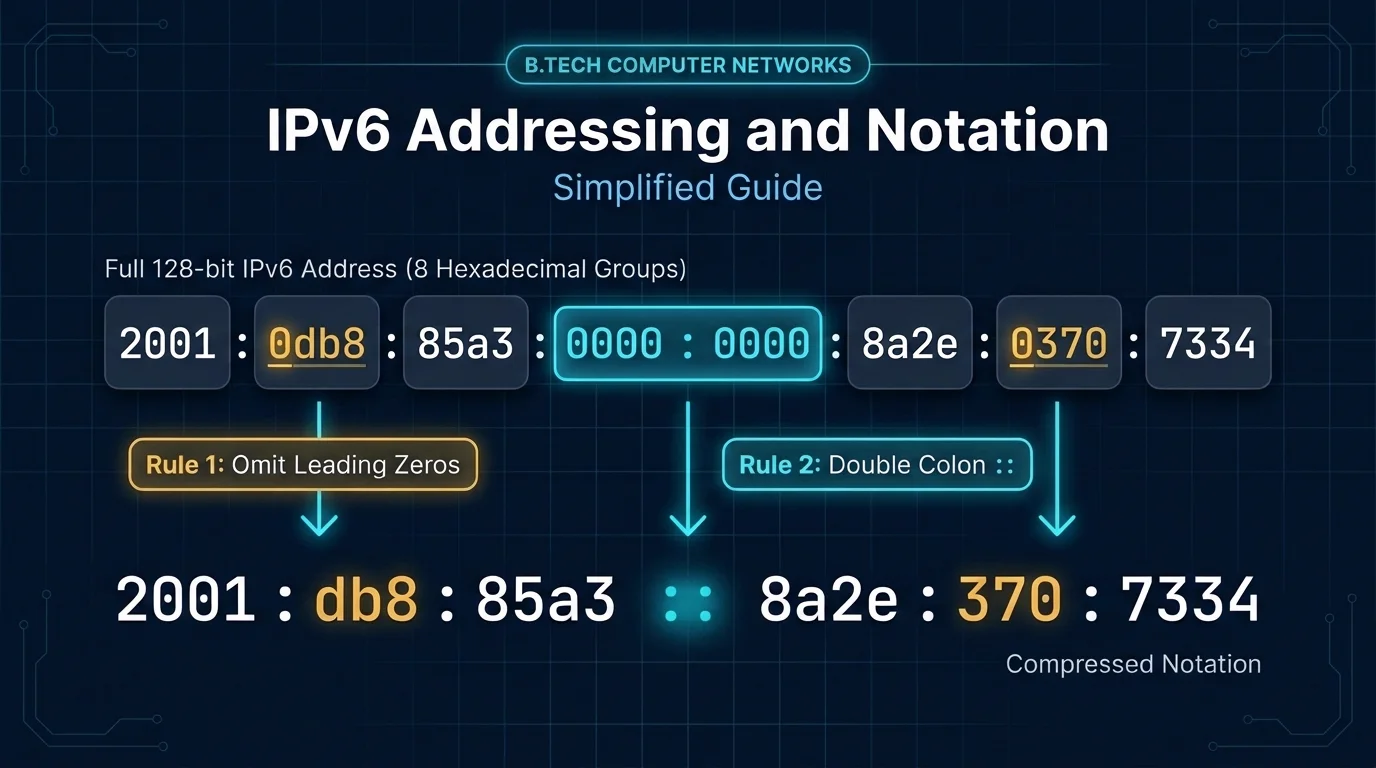 B.TECH COMPUTER NETWORKS
IPv6 Addressing and Notation
Simplified Guide
Full 128-bit IPv6 Address (8 Hexadecimal Groups)
2001 : 0db8 : 85a3 : 0000 : 0000 : 8a2e : 0370 : 7334
Rule 1: Omit Leading Zeros
Rule 2: Double Colon ::
2001 : db8 : 85a3 :: 8a2e : 370 : 7334
Compressed Notation